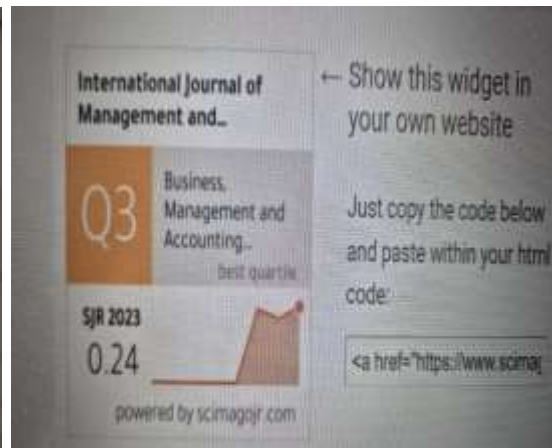 International Journal of
Management and...
Q3
Business,
Management and
Accounting...
best quartile
SJR 2023
0.24
powered by scimagojr.com
← Show this widget in
your own website
Just copy the code below
and paste within your html
code:
<a href="https://www.scimag